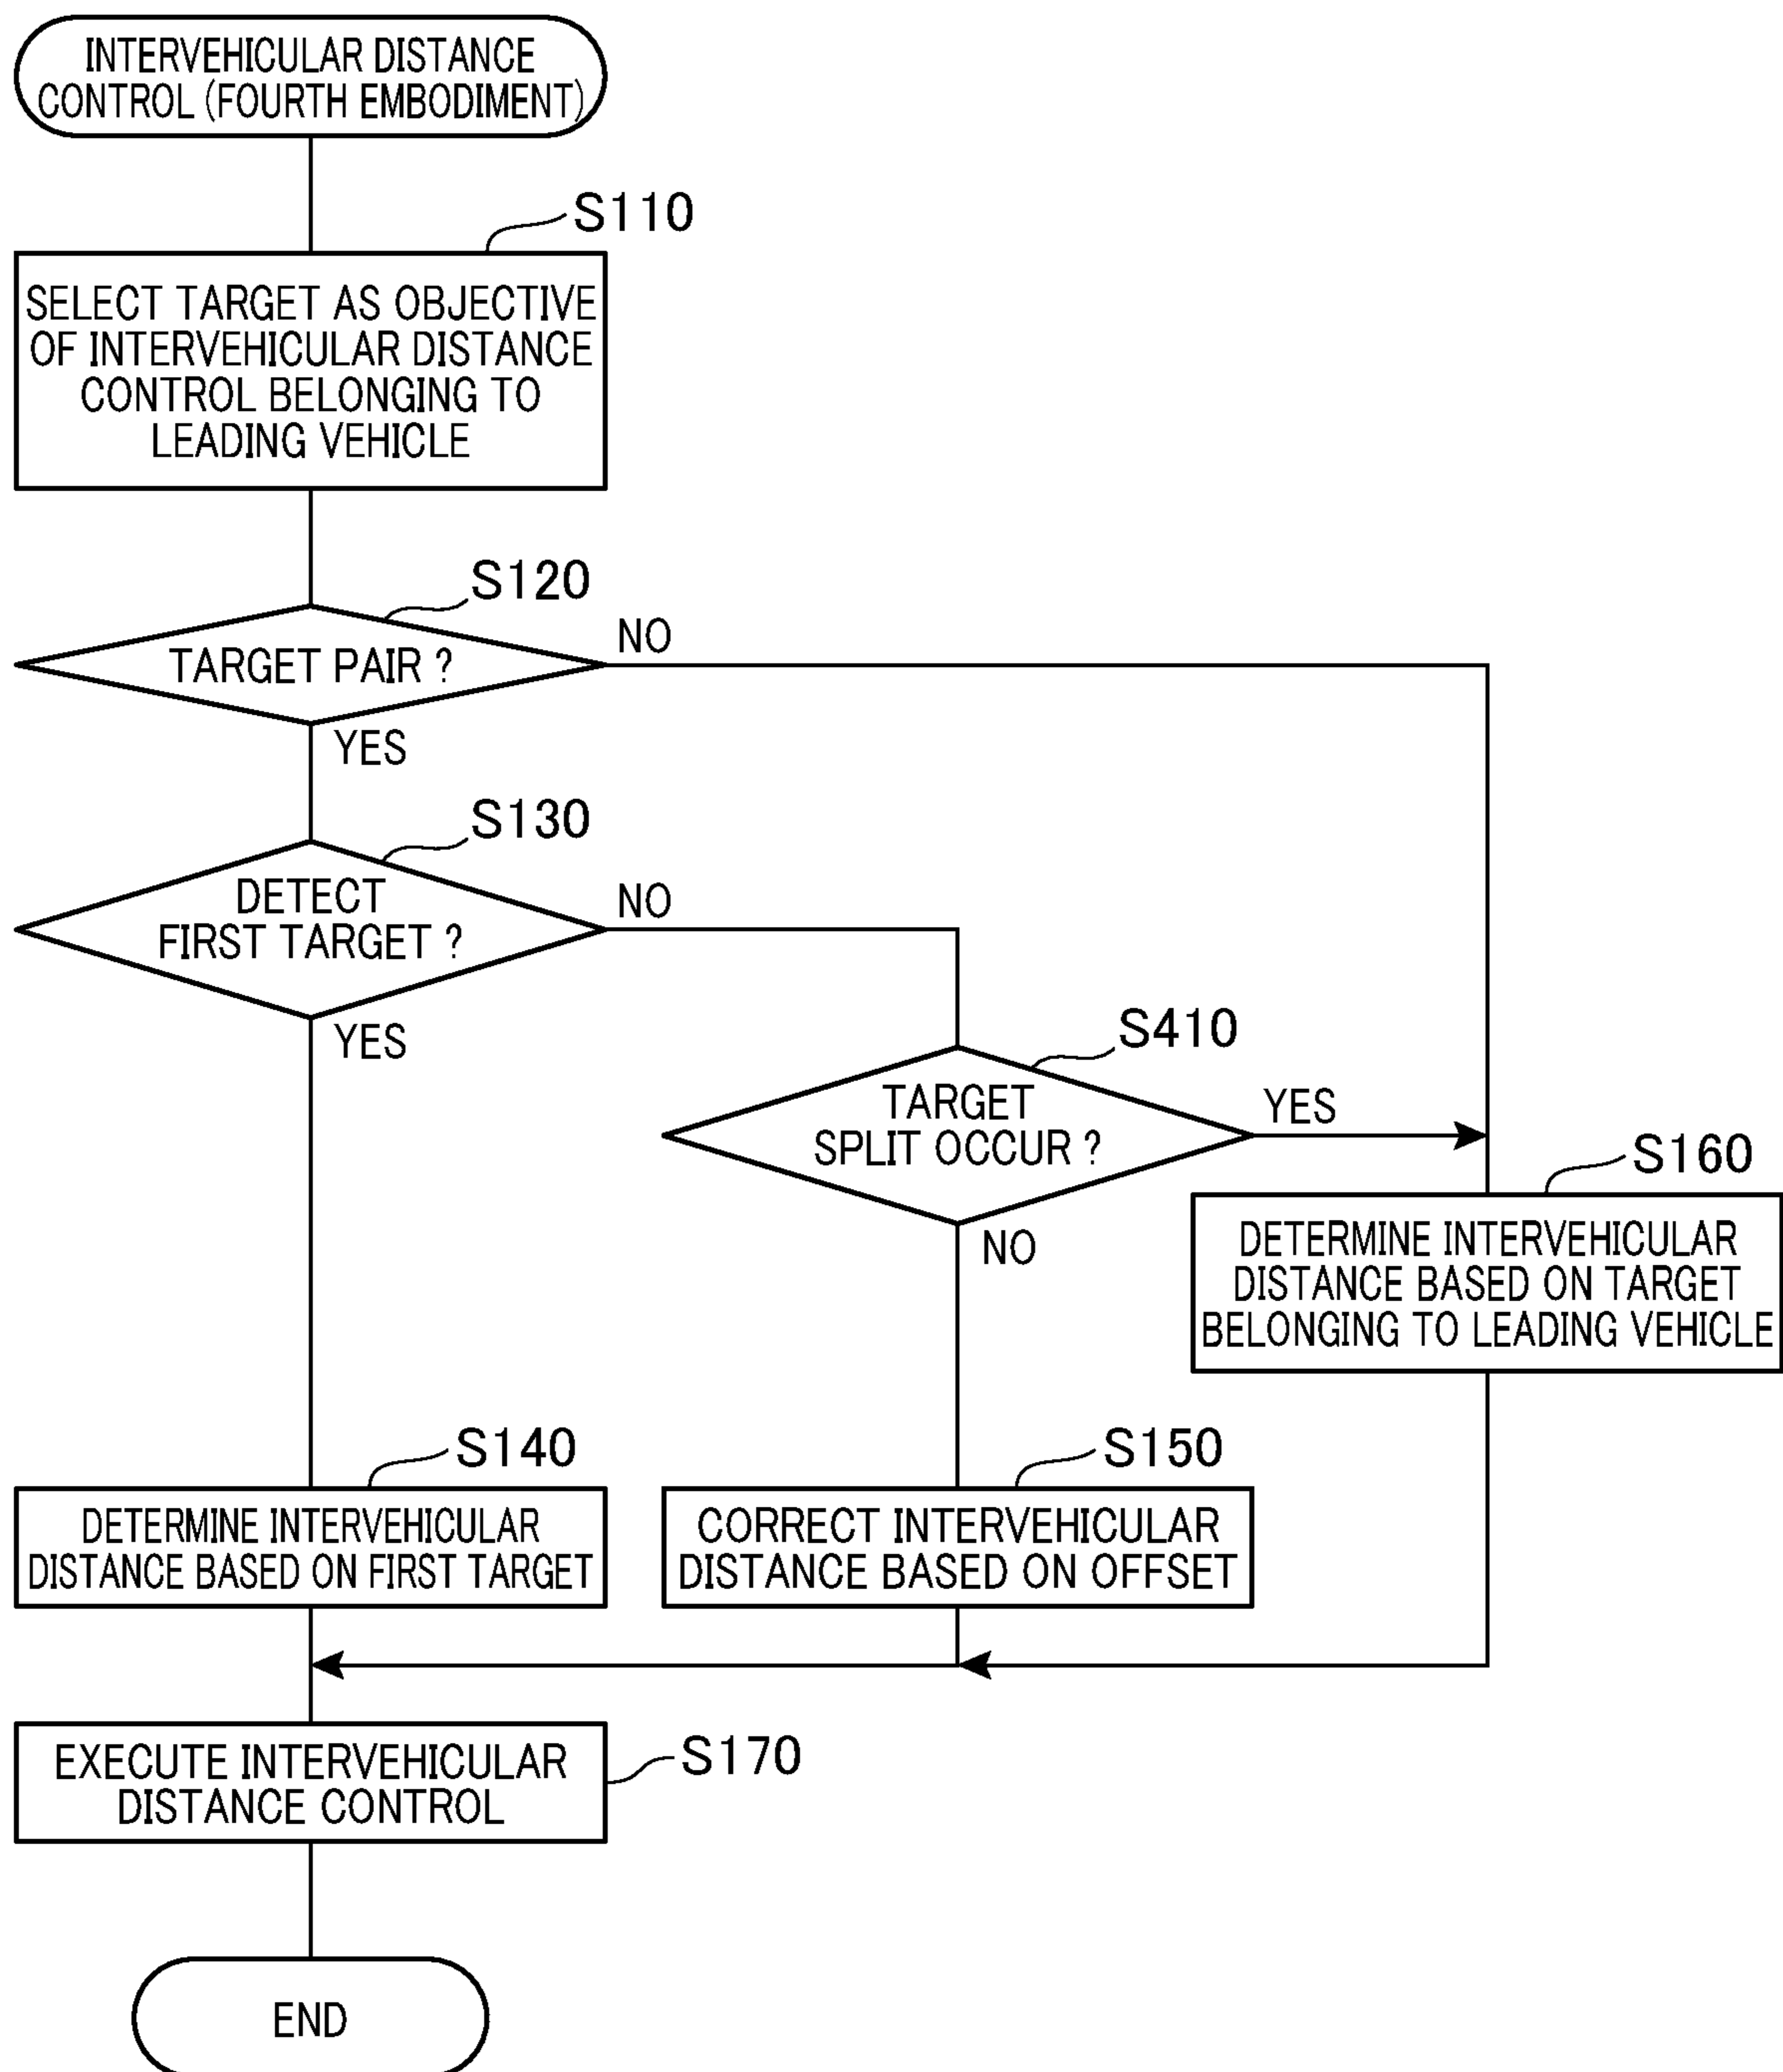 INTERVEHICULAR DISTANCE
CONTROL (FOURTH EMBODIMENT)
S110
SELECT TARGET AS OBJECTIVE
OF INTERVEHICULAR DISTANCE
CONTROL BELONGING TO
LEADING VEHICLE
S120
TARGET PAIR ?
NO
YES
S130
DETECT
FIRST TARGET ?
NO
YES
S410
TARGET
SPLIT OCCUR ?
YES
NO
S160
DETERMINE INTERVEHICULAR
DISTANCE BASED ON TARGET
BELONGING TO LEADING VEHICLE
S140
DETERMINE INTERVEHICULAR
DISTANCE BASED ON FIRST TARGET
S150
CORRECT INTERVEHICULAR
DISTANCE BASED ON OFFSET
EXECUTE INTERVEHICULAR
DISTANCE CONTROL
S170
END